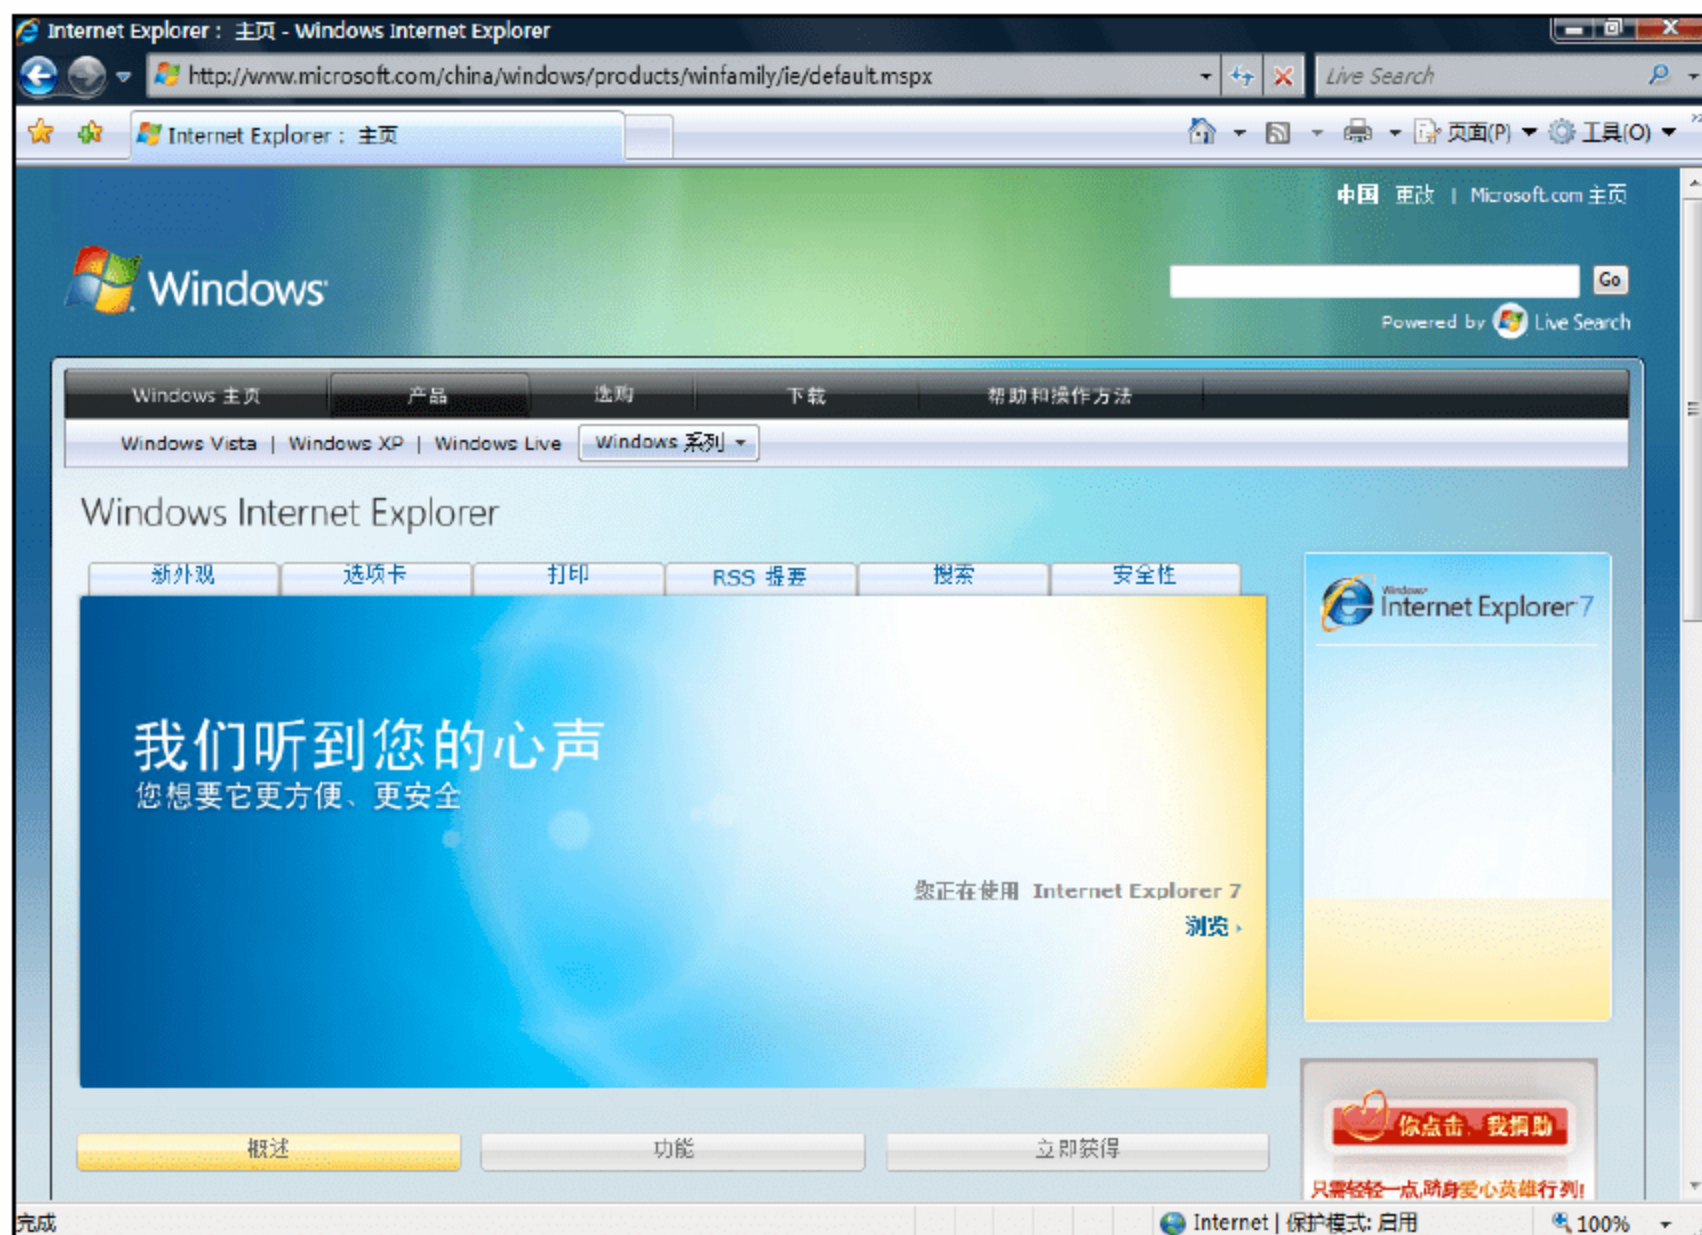 Internet Explorer： 主页 - Windows Internet Explorer
http://www.microsoft.com/china/windows/products/winfamily/ie/default.mspx
Live Search
Internet Explorer： 主页
页面(P)
工具(O)
中国 更改 | Microsoft.com 主页
Windows
Go
Powered by Live Search
Windows 主页 产品 选购 下载 帮助和操作方法
Windows Vista | Windows XP | Windows Live Windows 系列
Windows Internet Explorer
新外观 选项卡 打印 RSS 提要 搜索 安全性
Windows
Internet Explorer 7
我们听到您的心声
您想要它更方便、更安全
您正在使用 Internet Explorer 7
浏览
你点击，我捐助
概述 功能 立即获得
只需轻轻一点,跻身爱心英雄行列!
完成
Internet | 保护模式: 启用
100%